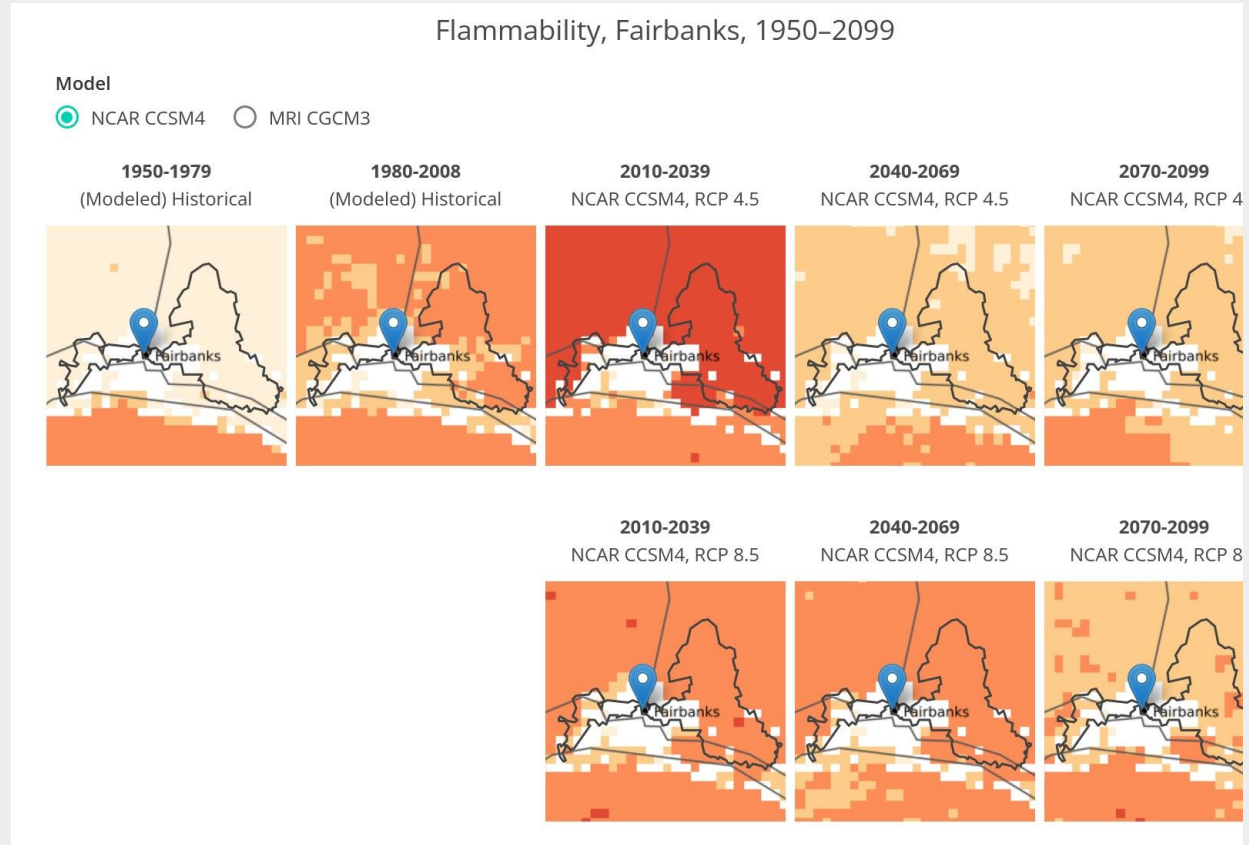 Flammability, Fairbanks, 1950–2099
Model
NCAR CCSM4 MRI CGCM3
1950-1979 1980-2008 2010-2039 2040-2069 2070-2099
(Modeled) Historical (Modeled) Historical NCAR CCSM4, RCP 4.5 NCAR CCSM4, RCP 4.5 NCAR CCSM4, RCP 4
Fairbanks Fairbanks Fairbanks Fairbanks Fairbanks
2010-2039 2040-2069 2070-2099
NCAR CCSM4, RCP 8.5 NCAR CCSM4, RCP 8.5 NCAR CCSM4, RCP 8
Fairbanks Fairbanks Fairbanks